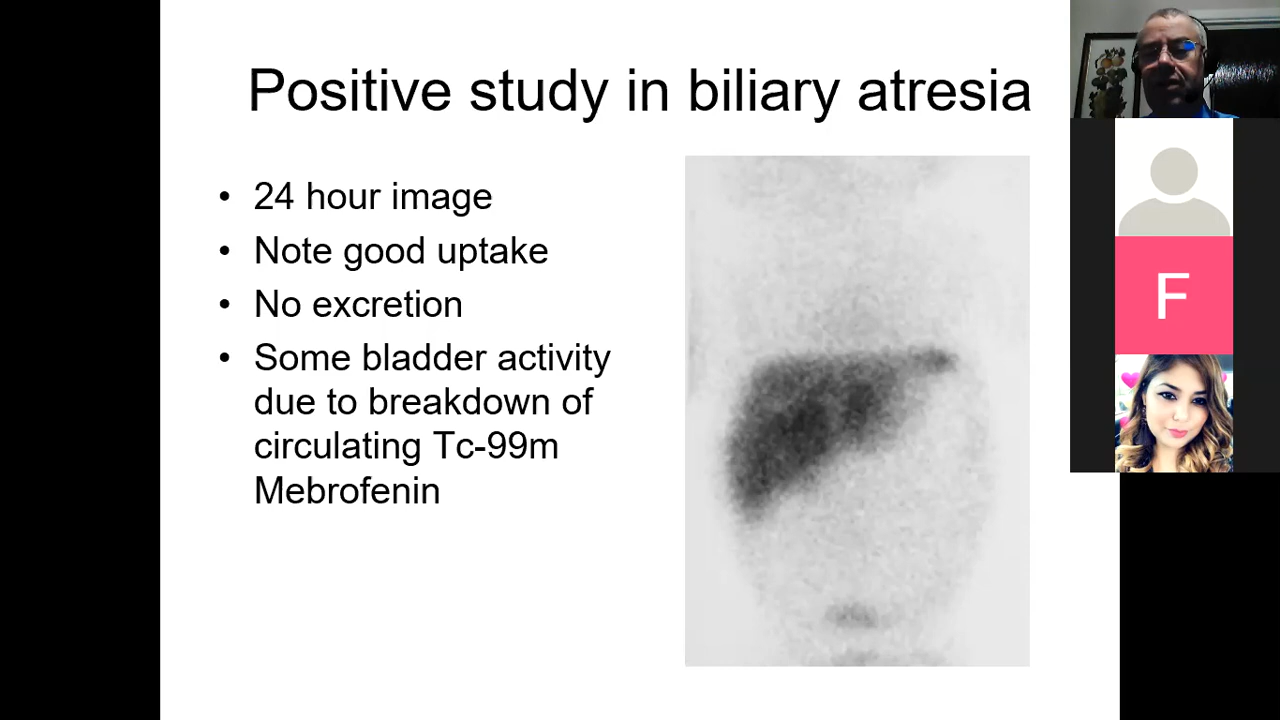 Positive study in biliary atresia
• 24 hour image
• Note good uptake
• No excretion
• Some bladder activity
due to breakdown of
circulating Tc-99m
Mebrofenin
F